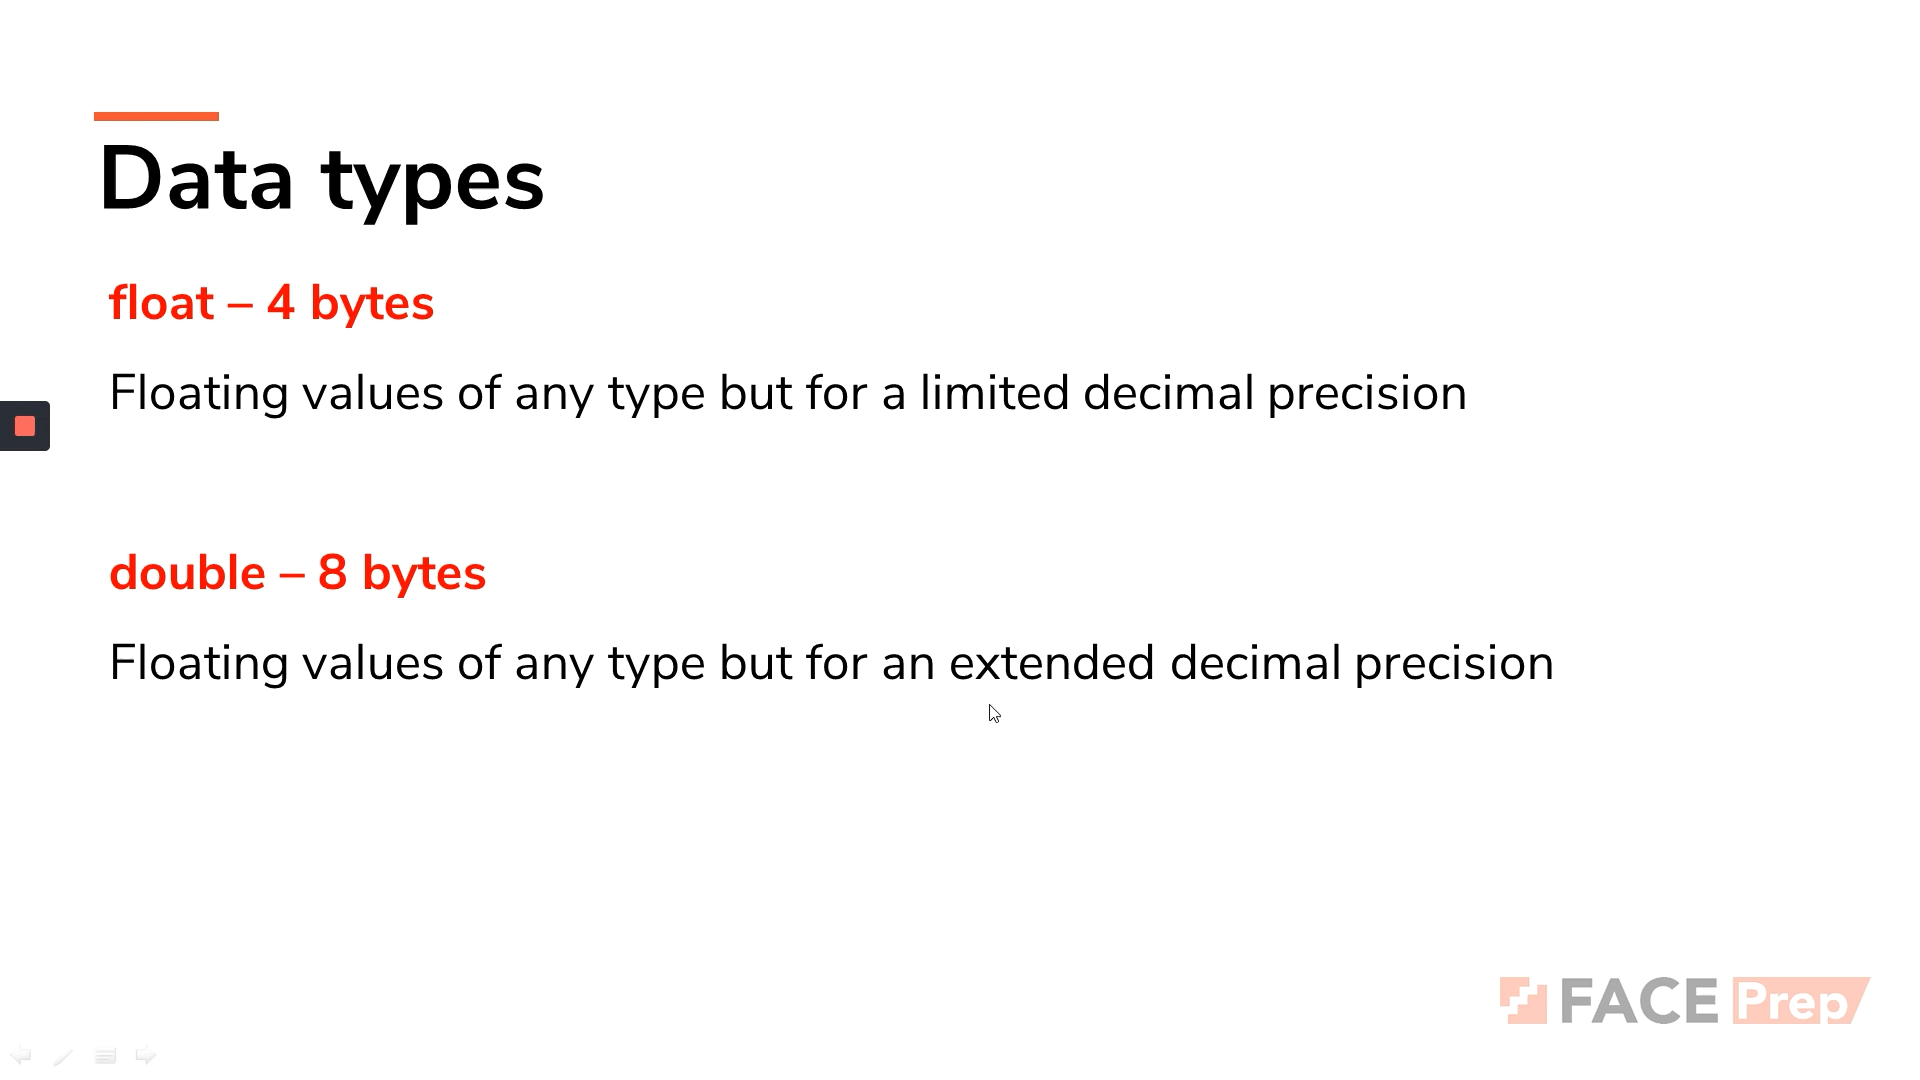 Data types
float – 4 bytes
Floating values of any type but for a limited decimal precision
double – 8 bytes
Floating values of any type but for an extended decimal precision
FACE Prep